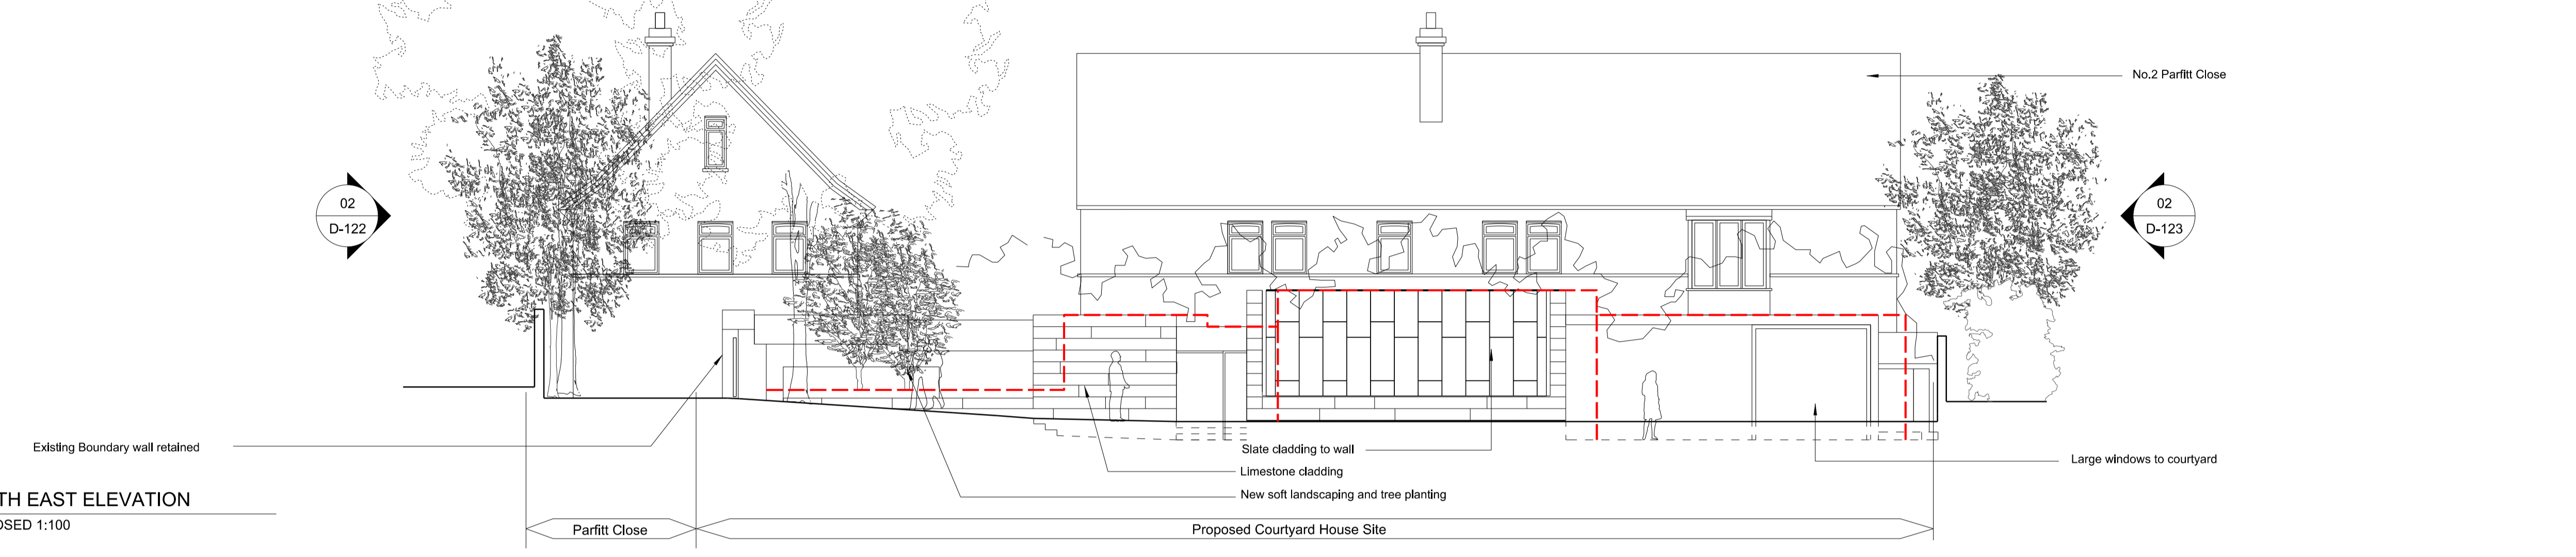 No.2 Parfitt Close
02
D-122
02
D-123
Existing Boundary wall retained
Slate cladding to wall
Large windows to courtyard
Limestone cladding
New soft landscaping and tree planting
TH EAST ELEVATION
OSED 1:100
Parfitt Close
Proposed Courtyard House Site